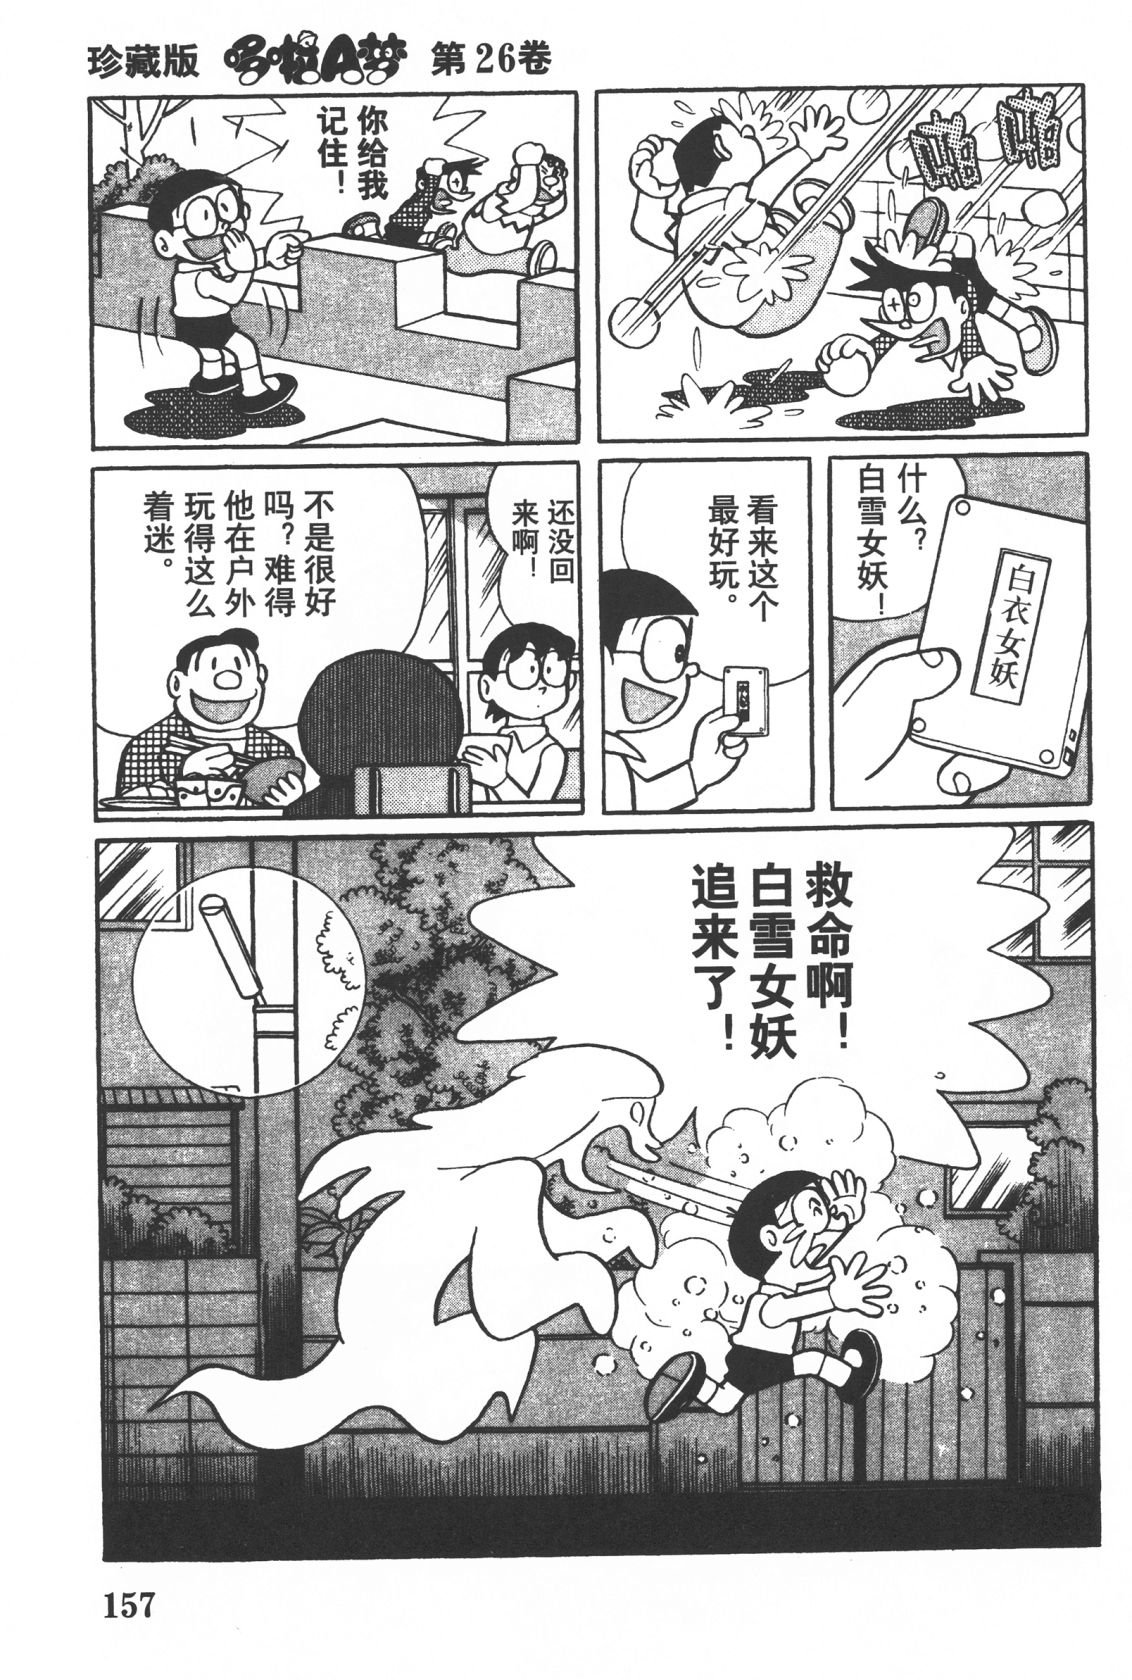 珍藏版 哆啦A梦 第26卷
啪
啪
你给我
记住！
什么？
白雪女妖！
白衣女妖
看来这个
最好玩。
还没回
来啊！
不是很好
吗？难得
他在户外
玩得这么
着迷。
救命啊！
白雪女妖
追来了！
157